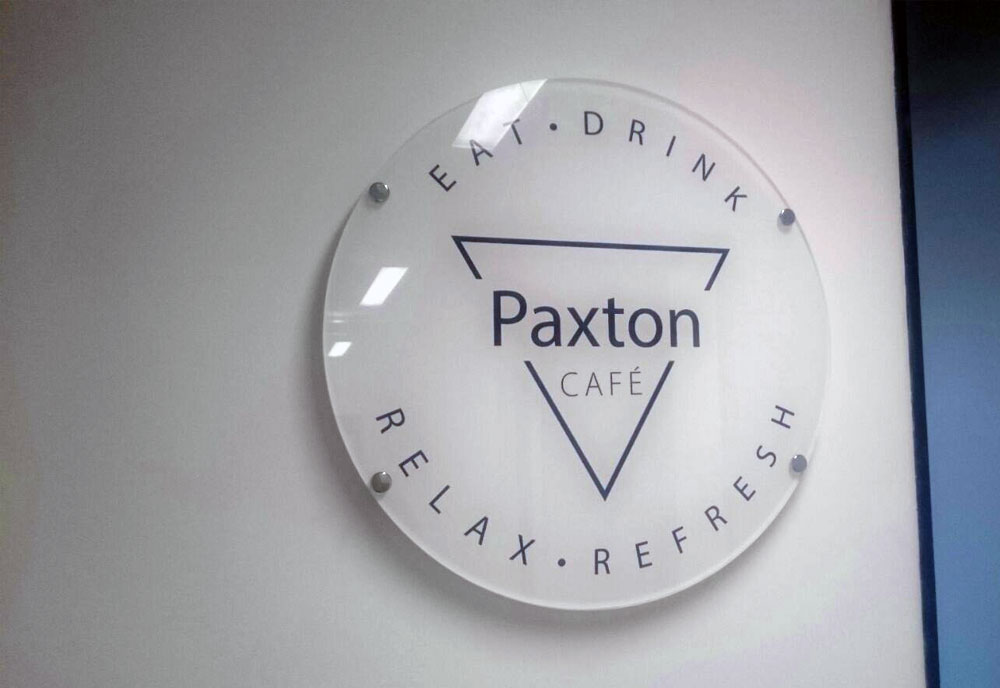 EAT · DRINK
Paxton
CAFÉ
RELAX · REFRESH